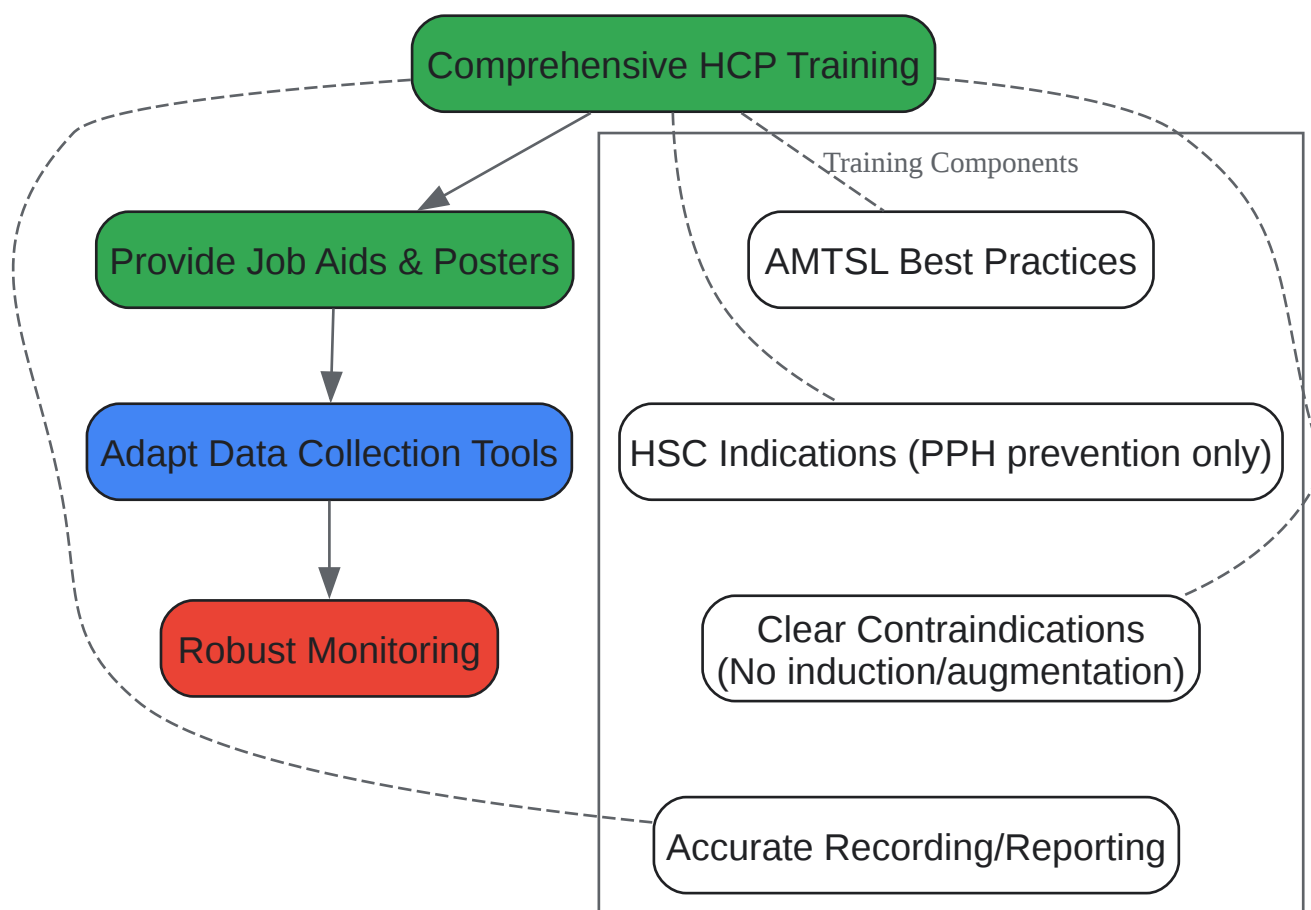 Comprehensive HCP Training
Training Components
Provide Job Aids & Posters
AMTSL Best Practices
Adapt Data Collection Tools
HSC Indications (PPH prevention only)
Robust Monitoring
Clear Contraindications
(No induction/augmentation)
Accurate Recording/Reporting